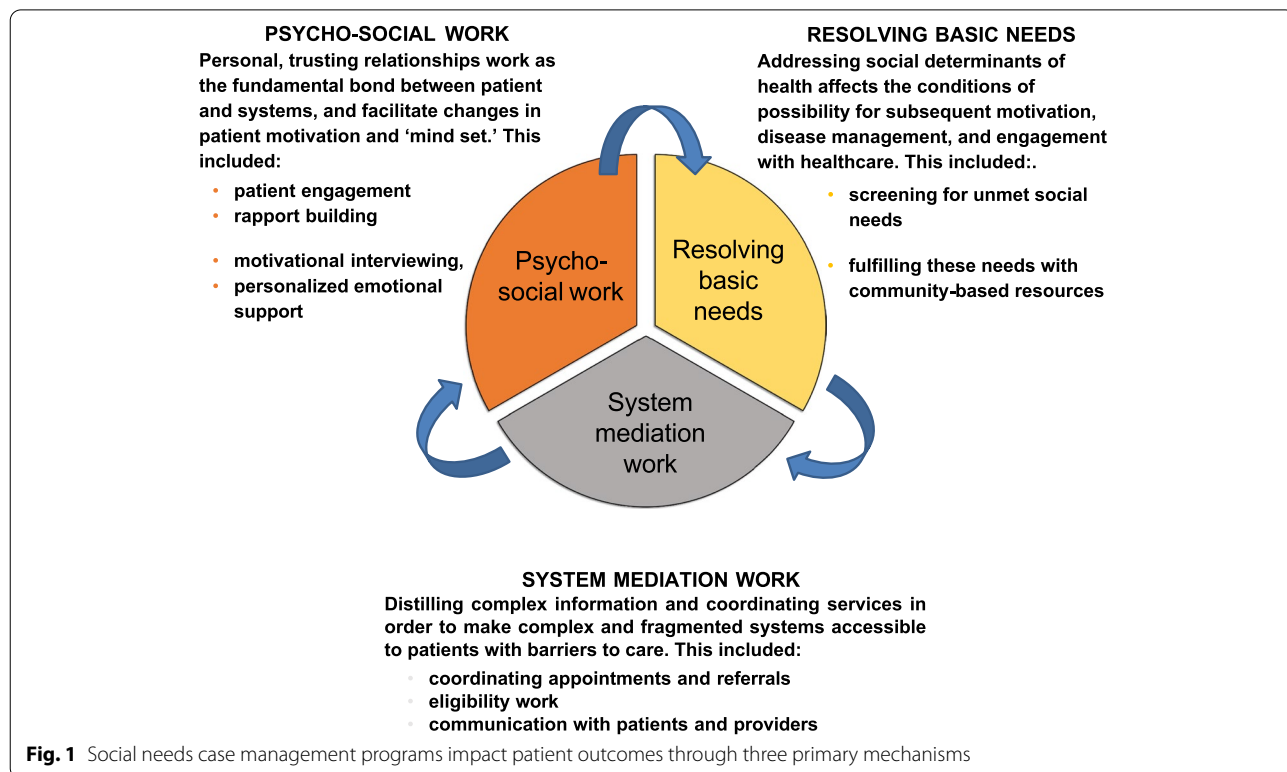 PSYCHO-SOCIAL WORK
Personal, trusting relationships work as
the fundamental bond between patient
and systems, and facilitate changes in
patient motivation and ‘mind set.’ This
included:
• patient engagement
• rapport building
• motivational interviewing,
• personalized emotional
support
RESOLVING BASIC NEEDS
Addressing social determinants of
health affects the conditions of
possibility for subsequent motivation,
disease management, and engagement
with healthcare. This included:.
• screening for unmet social
needs
• fulfilling these needs with
community-based resources
Psycho-
social work
Resolving
basic
needs
System
mediation
work
SYSTEM MEDIATION WORK
Distilling complex information and coordinating services in
order to make complex and fragmented systems accessible
to patients with barriers to care. This included:
• coordinating appointments and referrals
• eligibility work
• communication with patients and providers
Fig. 1 Social needs case management programs impact patient outcomes through three primary mechanisms